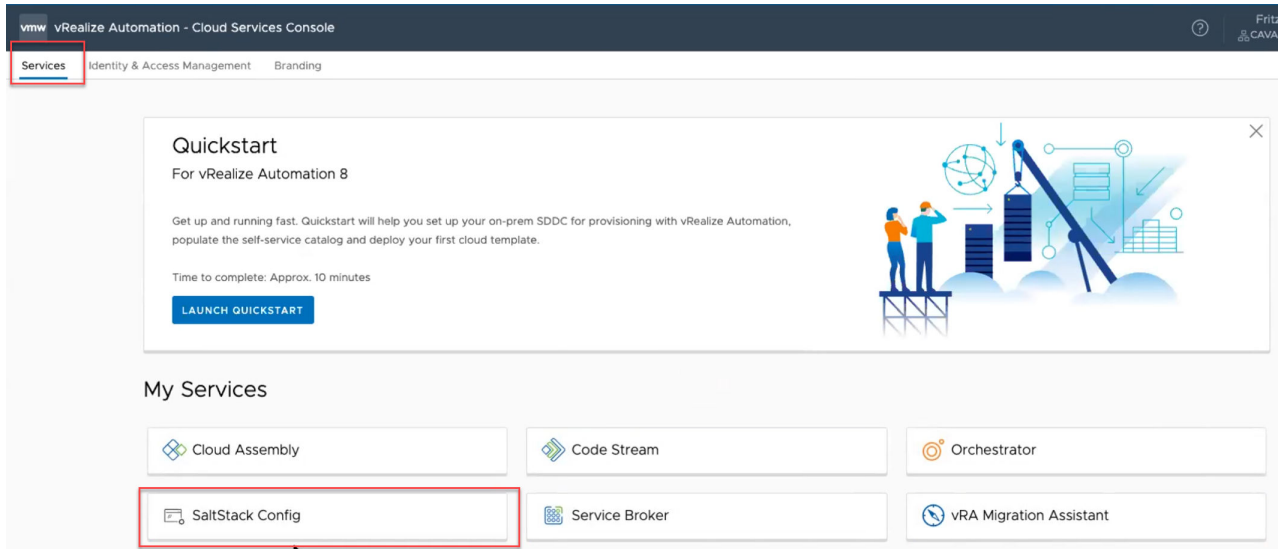 vmw vRealize Automation - Cloud Services Console
Services Identity & Access Management Branding
Quickstart
For vRealize Automation 8
Get up and running fast. Quickstart will help you set up your on-prem SDDC for provisioning with vRealize Automation,
populate the self-service catalog and deploy your first cloud template.
Time to complete: Approx. 10 minutes
LAUNCH QUICKSTART
My Services
Cloud Assembly
Code Stream
Orchestrator
SaltStack Config
Service Broker
vRA Migration Assistant